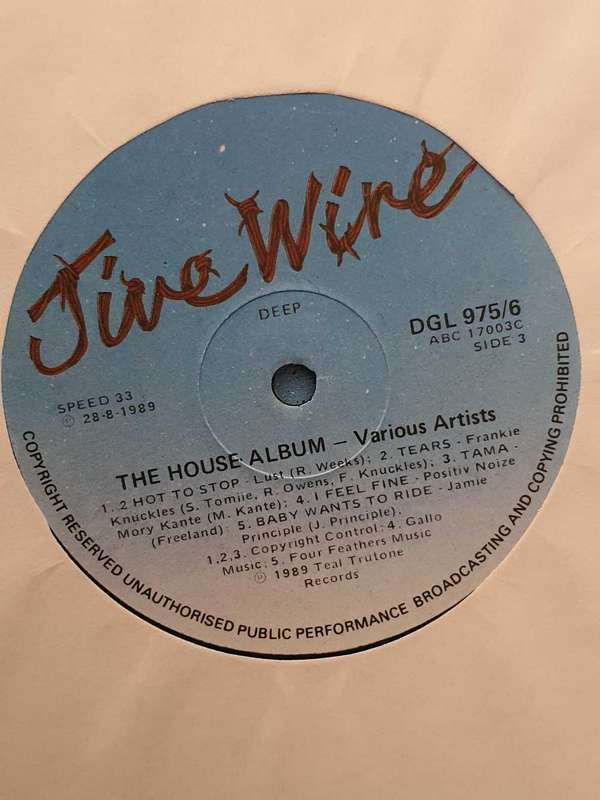 Jive Wire
DEEP
DGL 975/6
ABC 17003C
SIDE 3
SPEED 33
© 28-8-1989
THE HOUSE ALBUM – Various Artists
1. .2 HOT TO STOP - Lust (R. Weeks); 2. TEARS - Frankie
Knuckles (S. Tomiie, R. Owens, F. Knuckles); 3. TAMA -
Mory Kante (M. Kante); 4. I FEEL FINE - Positiv Noize
(Freeland); 5. BABY WANTS TO RIDE - Jamie
Principle (J. Principle).
1,2,3. Copyright Control: 4. Gallo
Music; 5. Four Feathers Music
℗ 1989 Teal Trutone
Records
COPYRIGHT RESERVED UNAUTHORISED PUBLIC PERFORMANCE BROADCASTING AND COPYING PROHIBITED